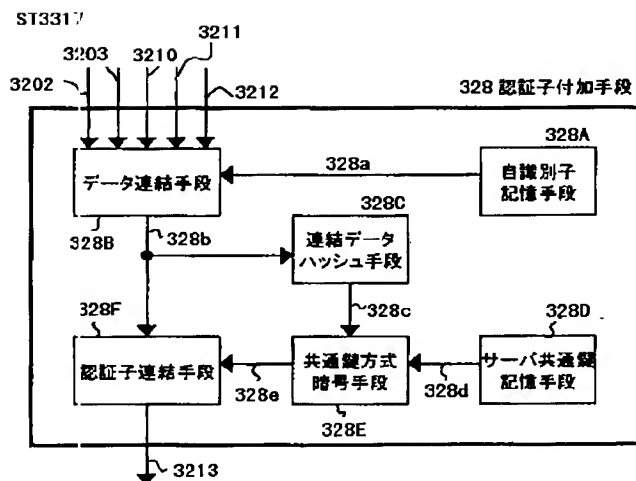 ST3317
3211
3203
3210
3202
3212
328 認証子付加手段
328A
データ連結手段
328a
自識別子
記憶手段
328B
328b
328C
連結データ
ハッシュ手段
328F
328c
328D
認証子連結手段
328e
共通鍵方式
暗号手段
328d
サーバ共通鍵
記憶手段
328E
3213